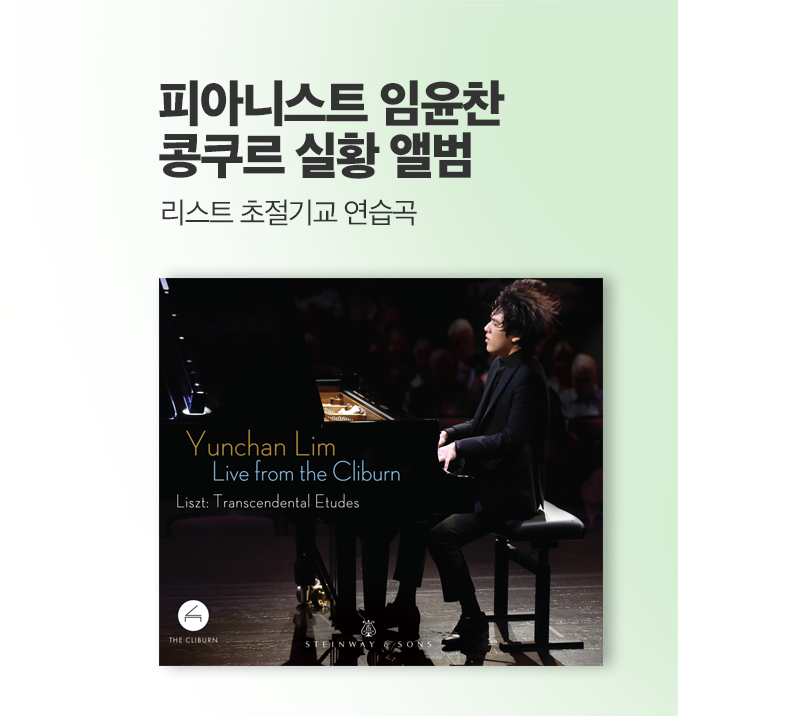 피아니스트 임윤찬
콩쿠르 실황 앨범
리스트 초절기교 연습곡
Yunchan Lim
Live from the Cliburn
Liszt: Transcendental Etudes
THE CLIBURN
STEINWAY & SONS